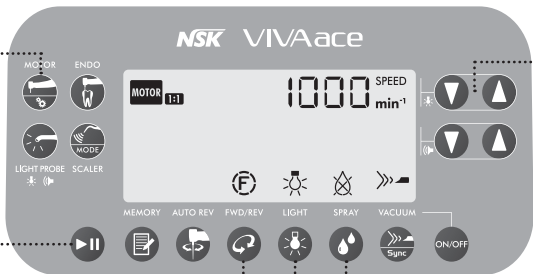 NSK VIVAace
MOTOR ENDO
MOTOR 1:1 1000 SPEED
min-1
MODE
LIGHT PROBE SCALER
F
MEMORY AUTO REV FWD/REV LIGHT SPRAY VACUUM
Sync ON/OFF